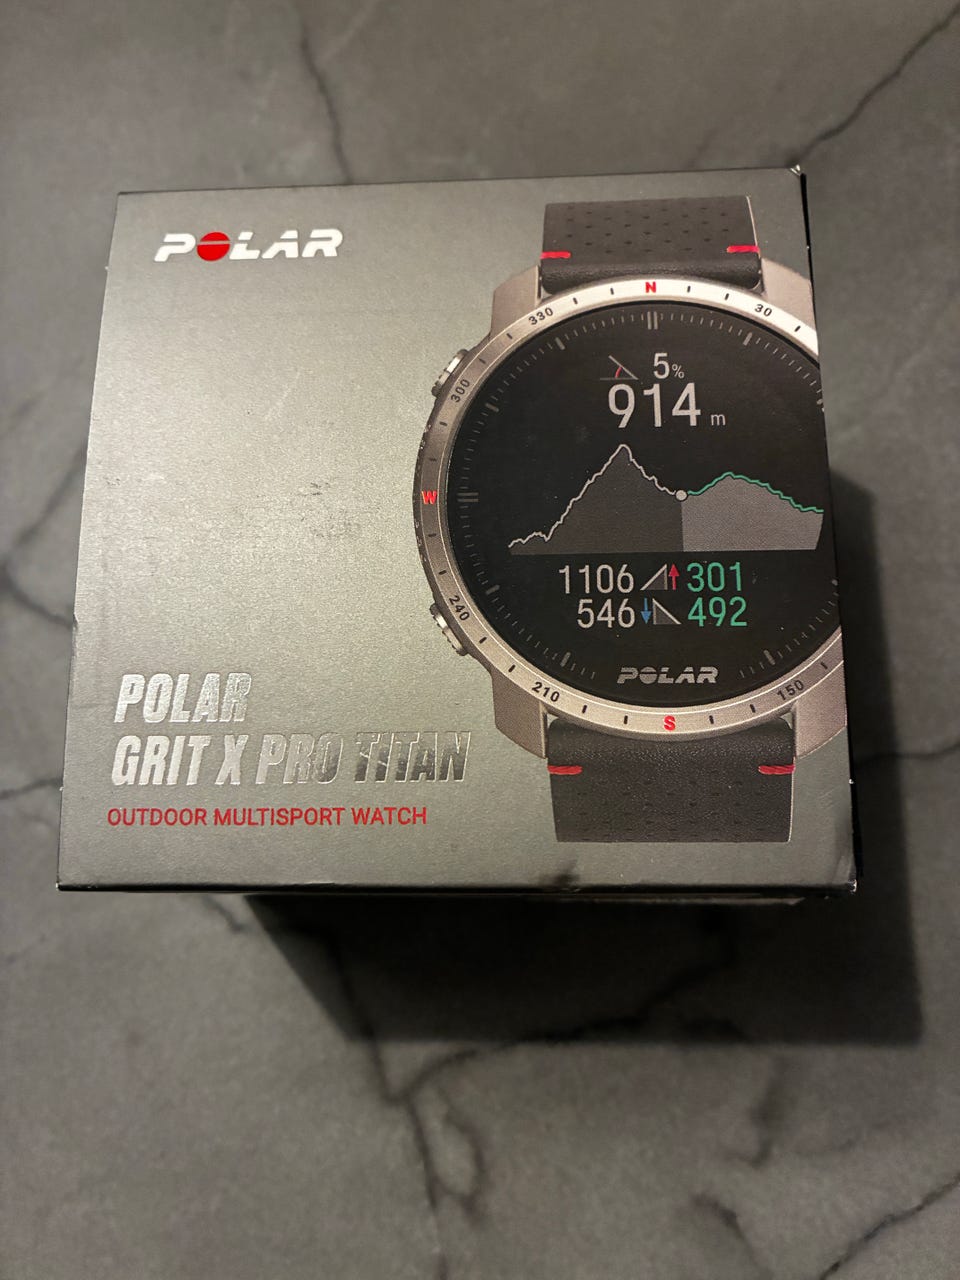 POLAR
N
330
30
5%
300
914 m
W
1106 301
240
546 492
POLAR
210
150
S
POLAR
GRIT X PRO TITAN
OUTDOOR MULTISPORT WATCH